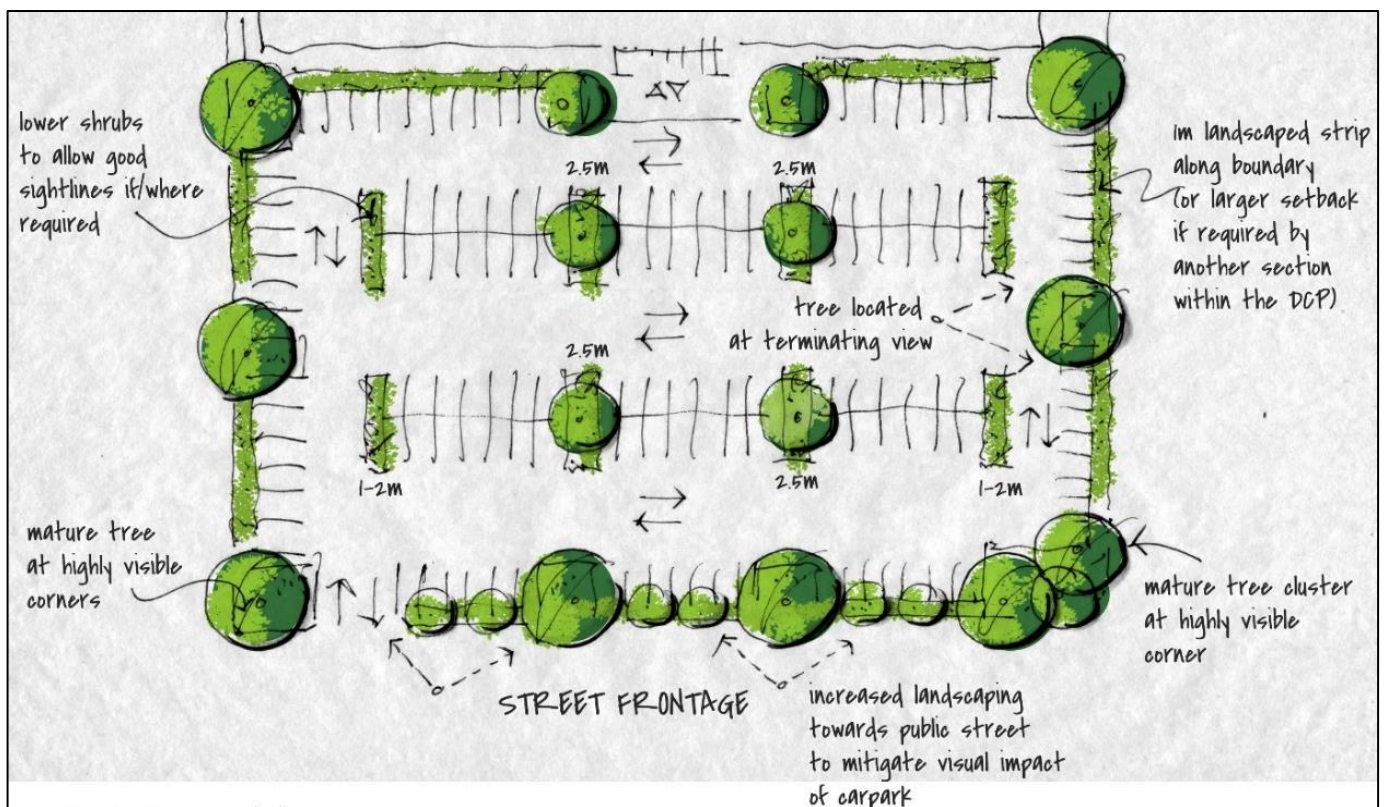 lower shrubs
to allow good
sightlines if/where
required
2.5m
2.5m
1m landscaped strip
along boundary
(or larger setback
if required by
another section
within the DCP)
tree located
at terminating view
2.5m
1-2m
2.5m
1-2m
mature tree
at highly visible
corners
mature tree cluster
at highly visible
corner
STREET FRONTAGE
increased landscaping
towards public street
to mitigate visual impact
of carpark